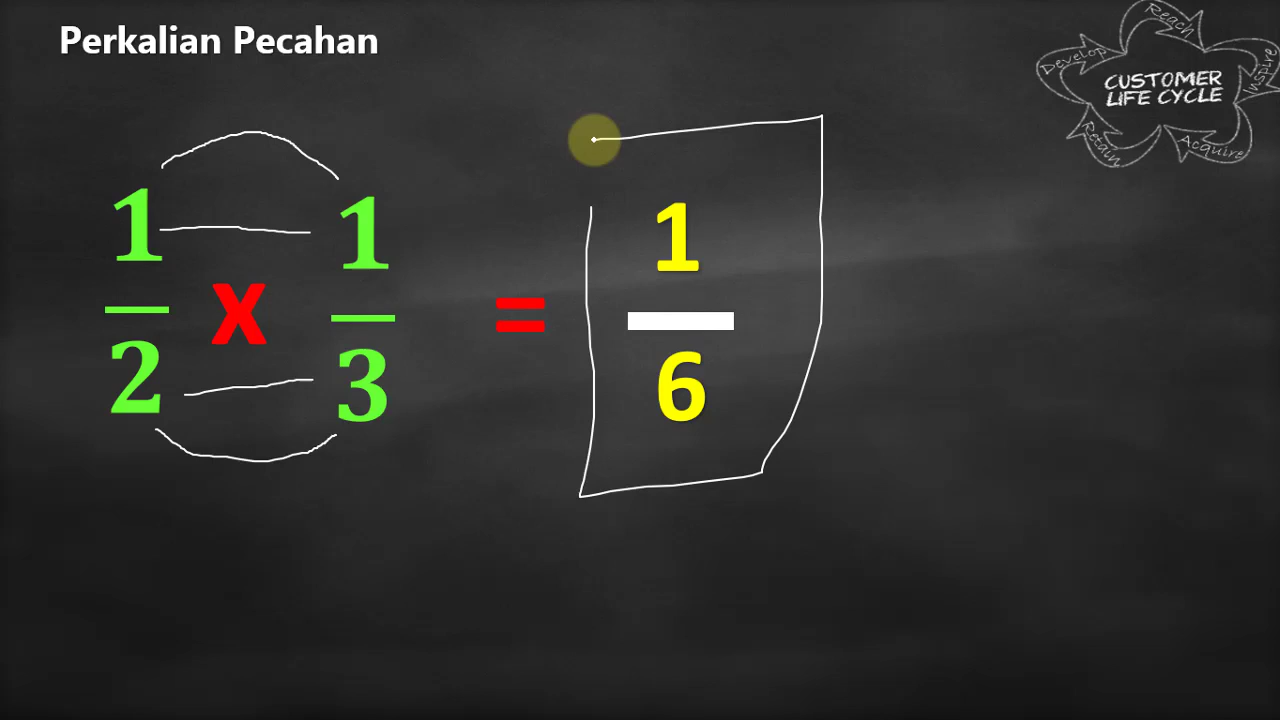 Perkalian Pecahan
1/2 x 1/3 = 1/6
Reach
Develop
Inspire
CUSTOMER
LIFE CYCLE
Retain
Acquire